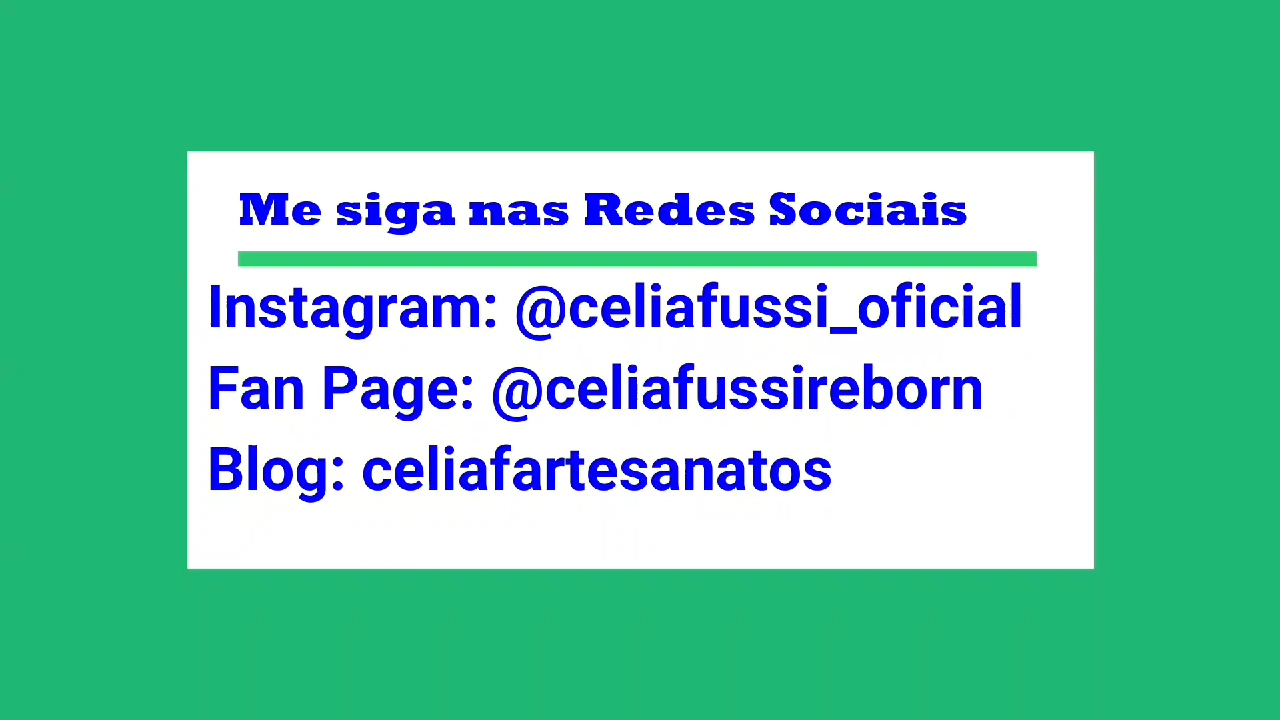 Me siga nas Redes Sociais
Instagram: @celiafussi_oficial
Fan Page: @celiafussireborn
Blog: celiafartesanatos